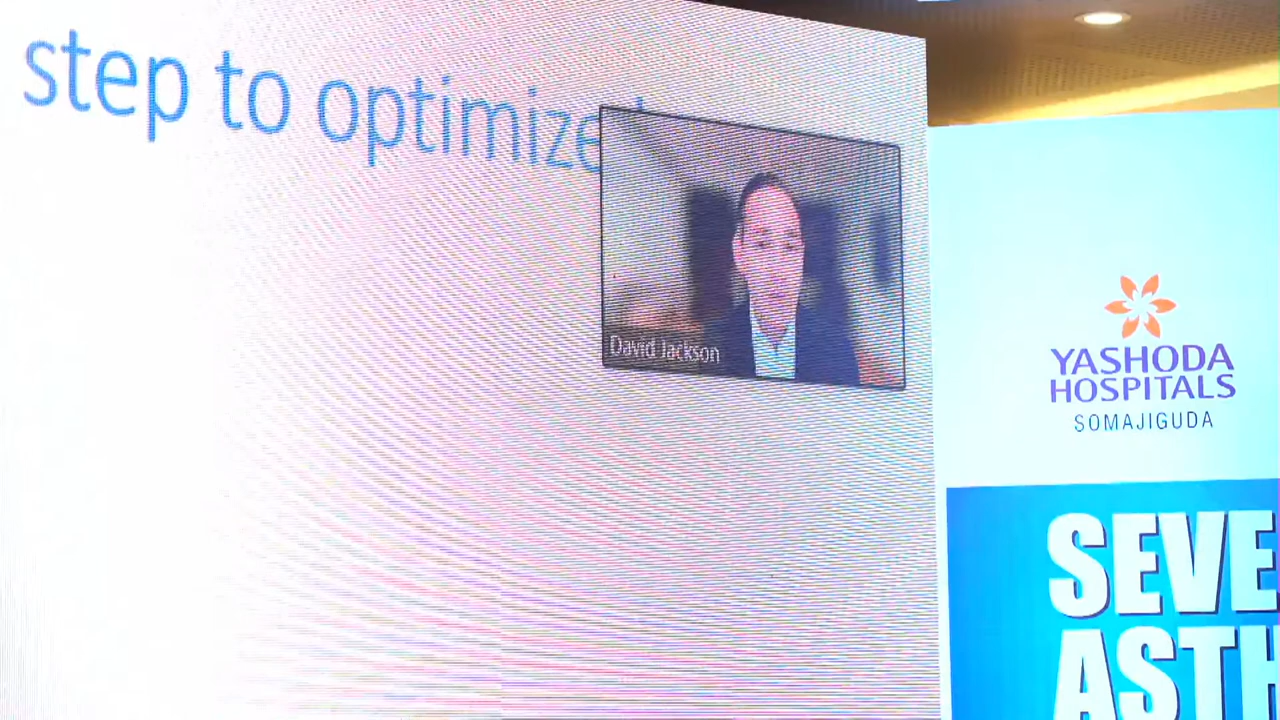 step to optimize
David Jackson
YASHODA
HOSPITALS
SOMAJIGUDA
SEVE
ASTH